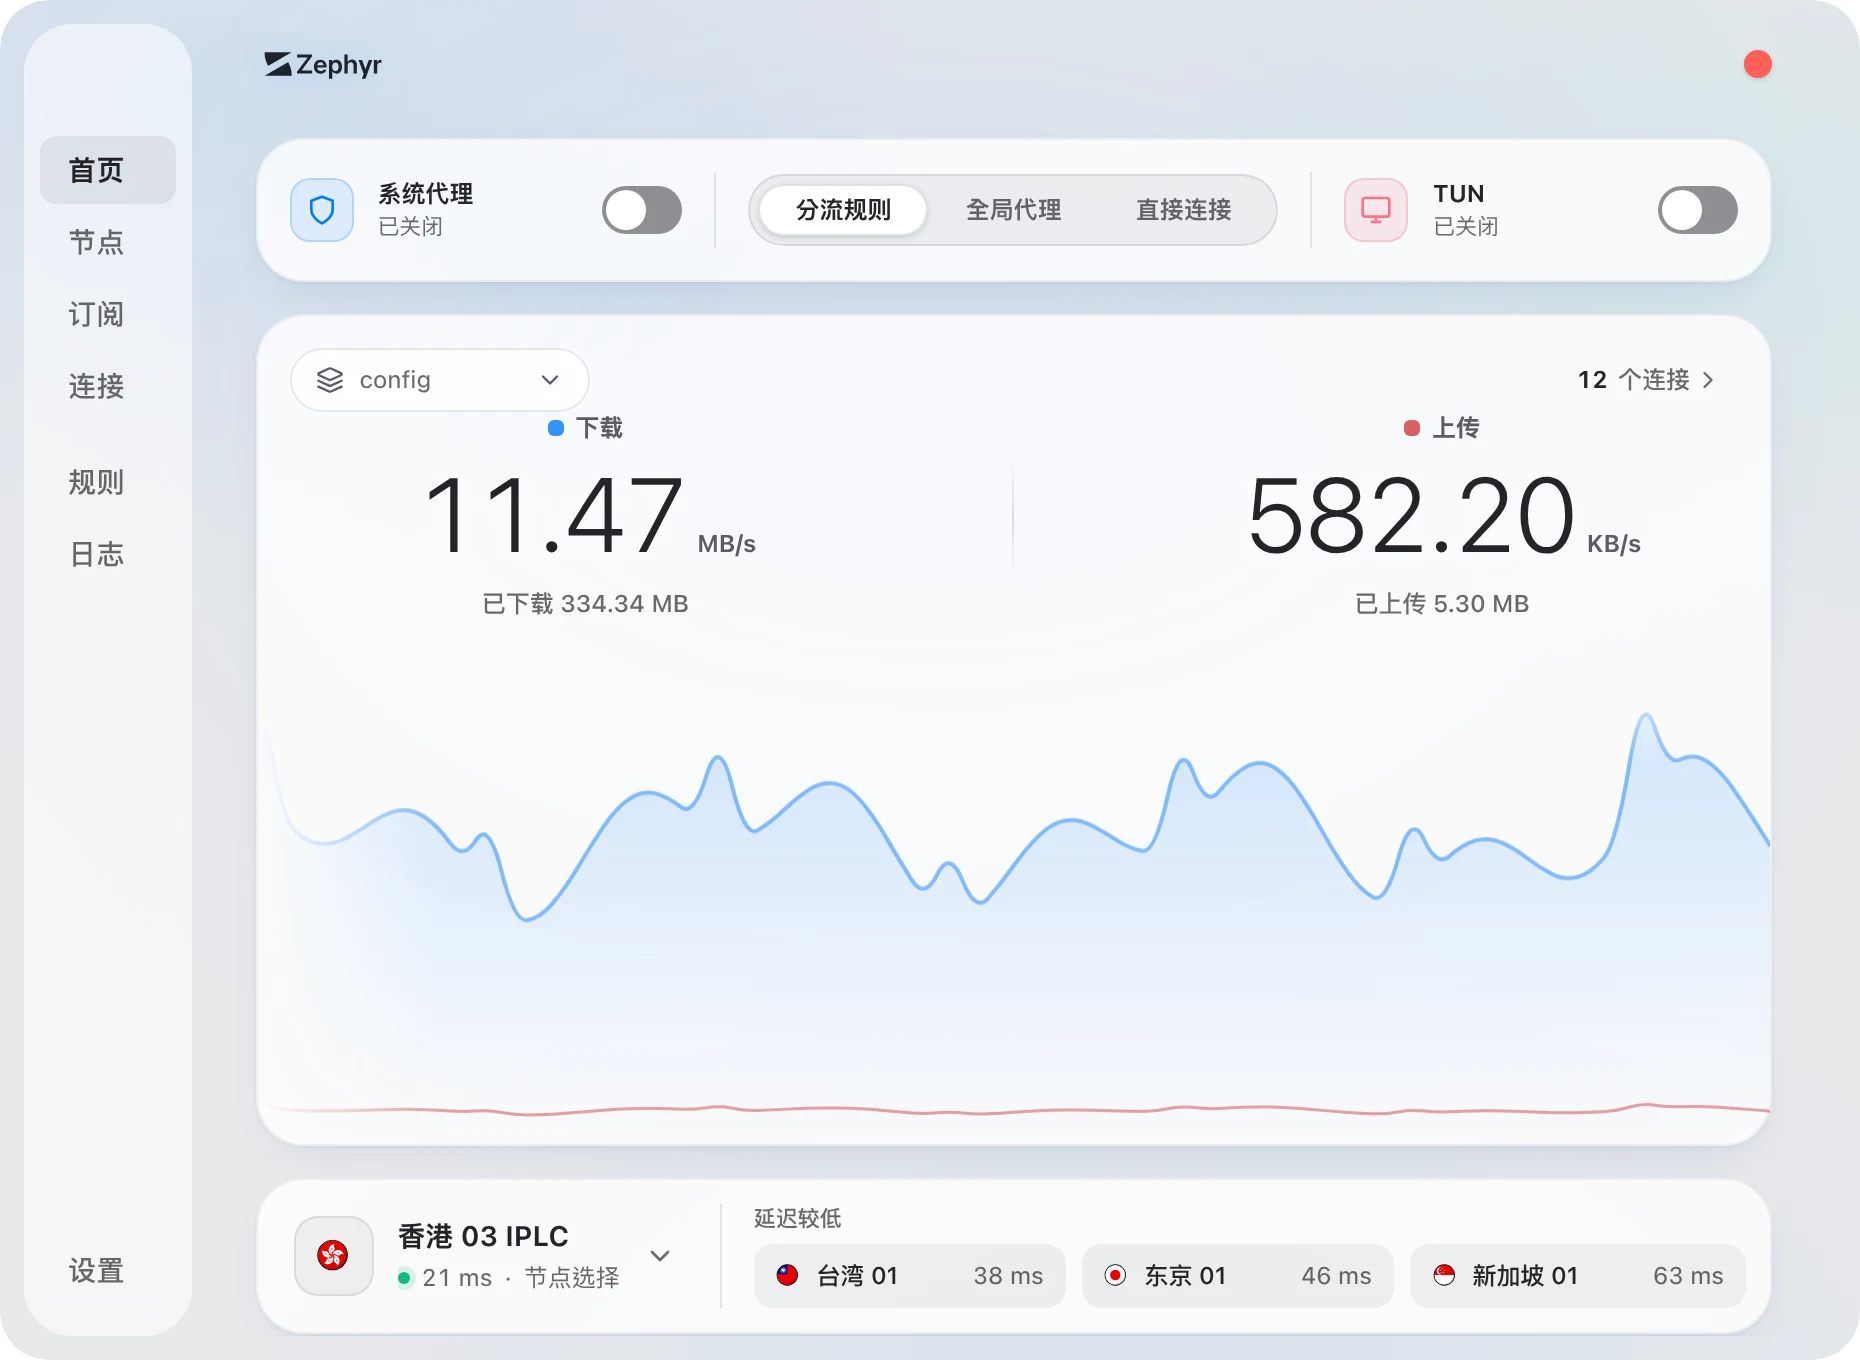 Zephyr
首页
节点
订阅
连接
规则
日志
设置
系统代理
已关闭
分流规则
全局代理
直接连接
TUN
已关闭
config
12 个连接
下载
11.47 MB/s
已下载 334.34 MB
上传
582.20 KB/s
已上传 5.30 MB
香港 03 IPLC
21 ms · 节点选择
延迟较低
台湾 01 38 ms
东京 01 46 ms
新加坡 01 63 ms